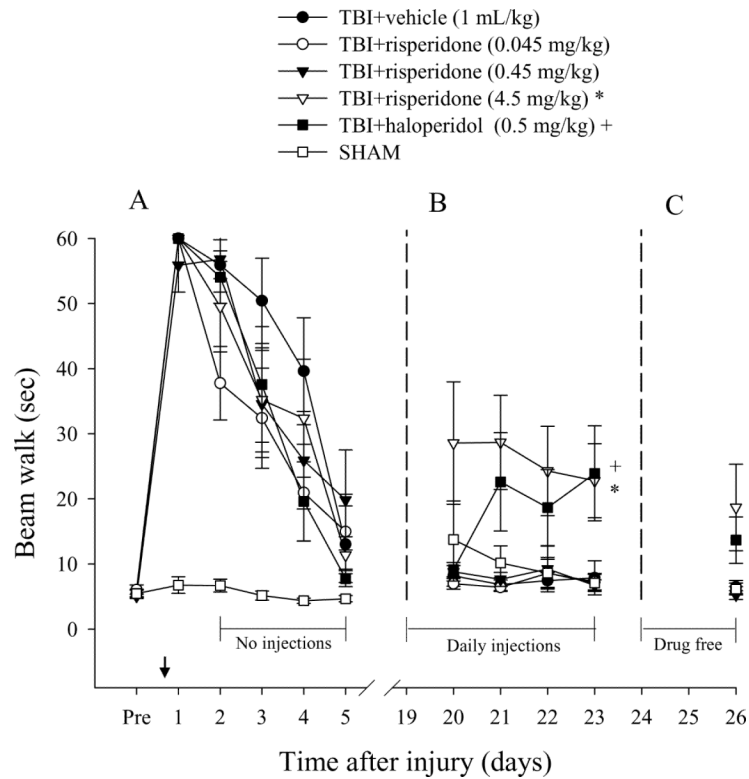 TBI+vehicle (1 mL/kg)
TBI+risperidone (0.045 mg/kg)
TBI+risperidone (0.45 mg/kg)
TBI+risperidone (4.5 mg/kg) *
TBI+haloperidol (0.5 mg/kg) +
SHAM
A B C
60
50
40
30
20
10
0
Beam walk (sec)
+
*
No injections Daily injections Drug free
Pre 1 2 3 4 5 19 20 21 22 23 24 25 26
Time after injury (days)